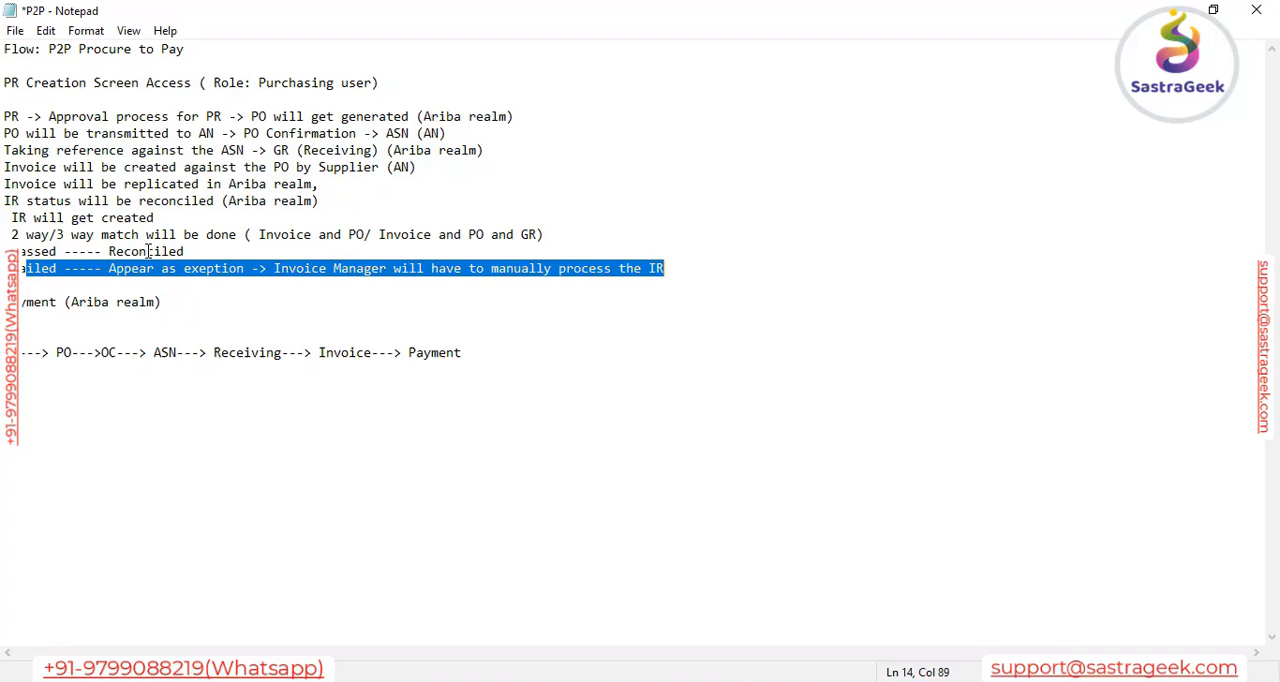 *P2P - Notepad
File Edit Format View Help
Flow: P2P Procure to Pay
PR Creation Screen Access ( Role: Purchasing user)
PR -> Approval process for PR -> PO will get generated (Ariba realm)
PO will be transmitted to AN -> PO Confirmation -> ASN (AN)
Taking reference against the ASN -> GR (Receiving) (Ariba realm)
Invoice will be created against the PO by Supplier (AN)
Invoice will be replicated in Ariba realm,
IR status will be reconciled (Ariba realm)
IR will get created
2 way/3 way match will be done ( Invoice and PO/ Invoice and PO and GR)
assed ----- Reconciled
iled ----- Appear as exeption -> Invoice Manager will have to manually process the IR
yment (Ariba realm)
---> PO--->OC---> ASN---> Receiving---> Invoice---> Payment
SastraGeek
+91-9799088219(Whatsapp)
support@sastrageek.com
+91-9799088219(Whatsapp)
Ln 14, Col 89
support@sastrageek.com